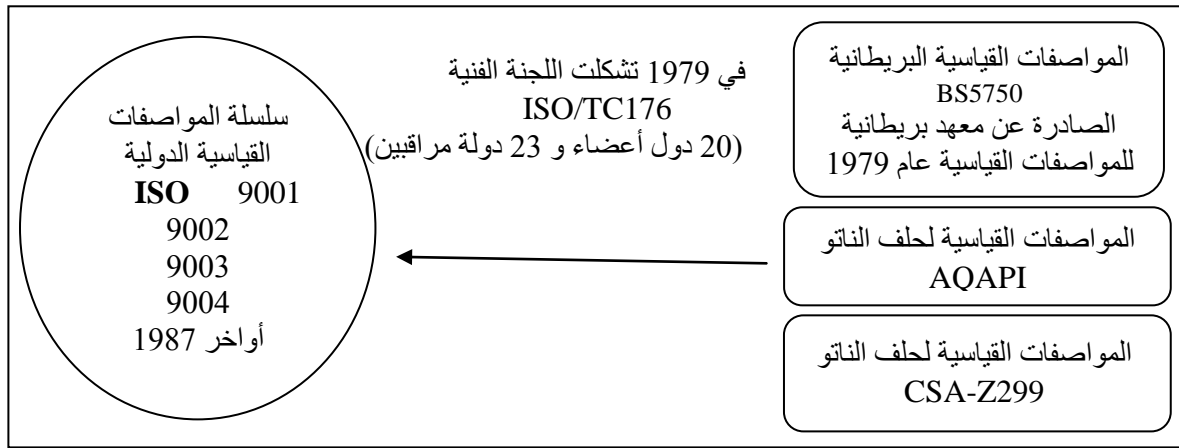 المواصفات القياسية البريطانية
BS5750
الصادرة عن معهد بريطانية
للمواصفات القياسية عام 1979
المواصفات القياسية لحلف الناتو
AQAPI
المواصفات القياسية لحلف الناتو
CSA-Z299
في 1979 تشكلت اللجنة الفنية
ISO/TC176
(20 دول أعضاء و 23 دولة مراقبين)
سلسلة المواصفات
القياسية الدولية
ISO 9001
9002
9003
9004
أواخر 1987